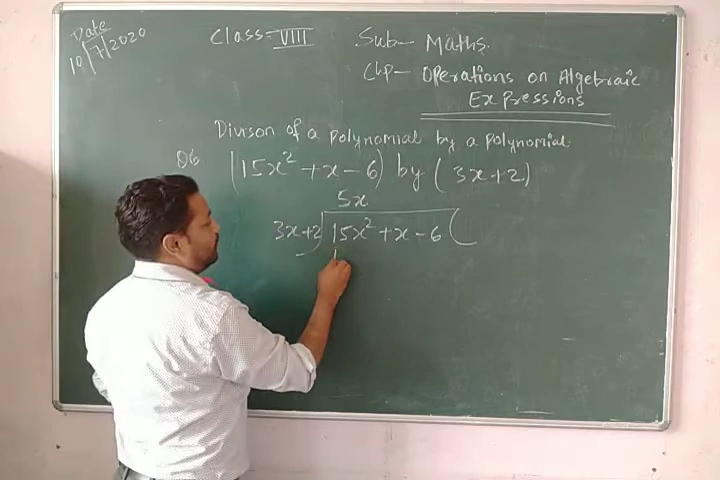 Date
10/7/2020
Class:- VIII
Sub- Maths.
Chp- Operations on Algebraic
Expressions
Divison of a polynomial by a polynomial.
Q6 (15x² + x - 6) by (3x+2)
5x
3x+2) 15x² + x - 6 (
1